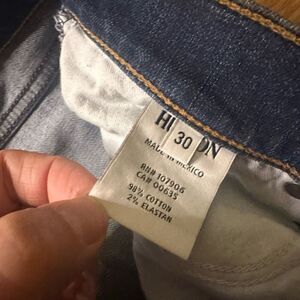 30
MADE IN MEXICO
RN# 107906
CA# 00635
98% COTTON
2% ELASTAN